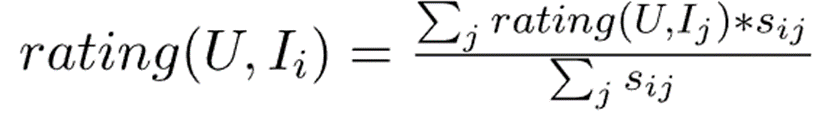 rating(U, I_i) = \frac{\sum_j rating(U,I_j)*s_{ij}}{\sum_j s_{ij}}